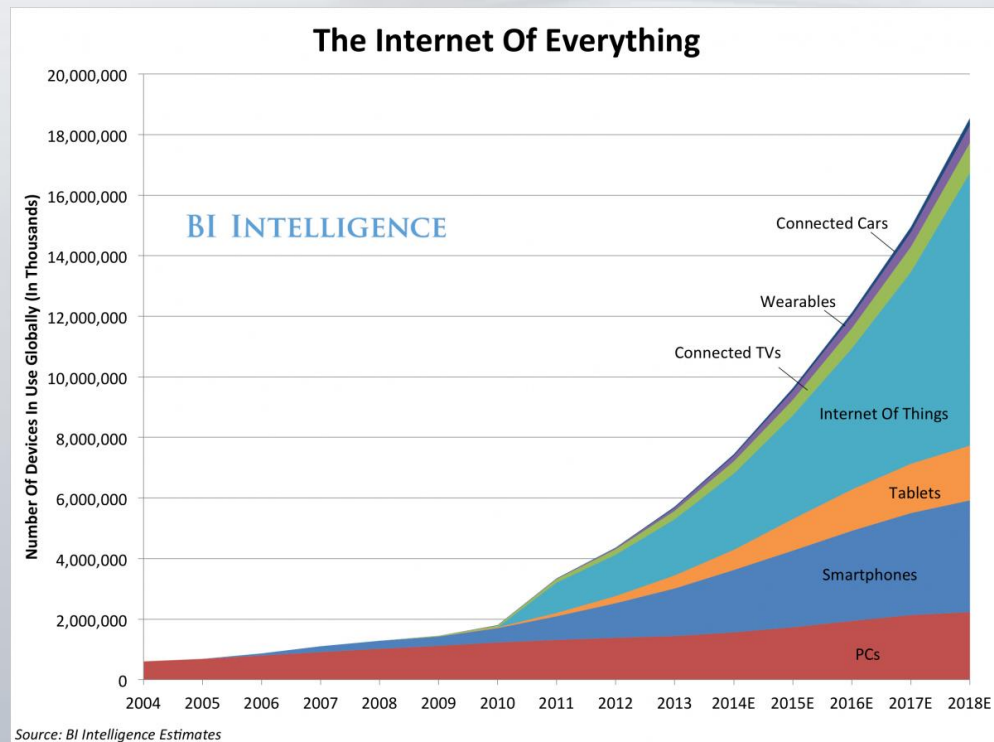 The Internet Of Everything
Number Of Devices In Use Globally (In Thousands)
20,000,000
18,000,000
16,000,000
14,000,000
12,000,000
10,000,000
8,000,000
6,000,000
4,000,000
2,000,000
0
BI INTELLIGENCE
Connected Cars
Wearables
Connected TVs
Internet Of Things
Tablets
Smartphones
PCs
2004 2005 2006 2007 2008 2009 2010 2011 2012 2013 2014E 2015E 2016E 2017E 2018E
Source: BI Intelligence Estimates